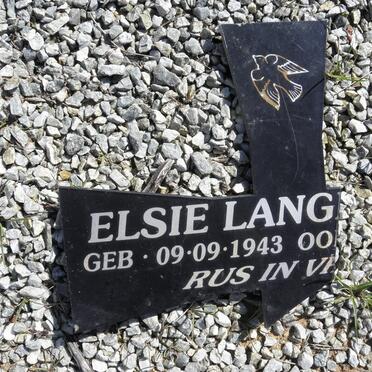 ELSIE LANG
GEB · 09·09·1943 OO
RUS IN